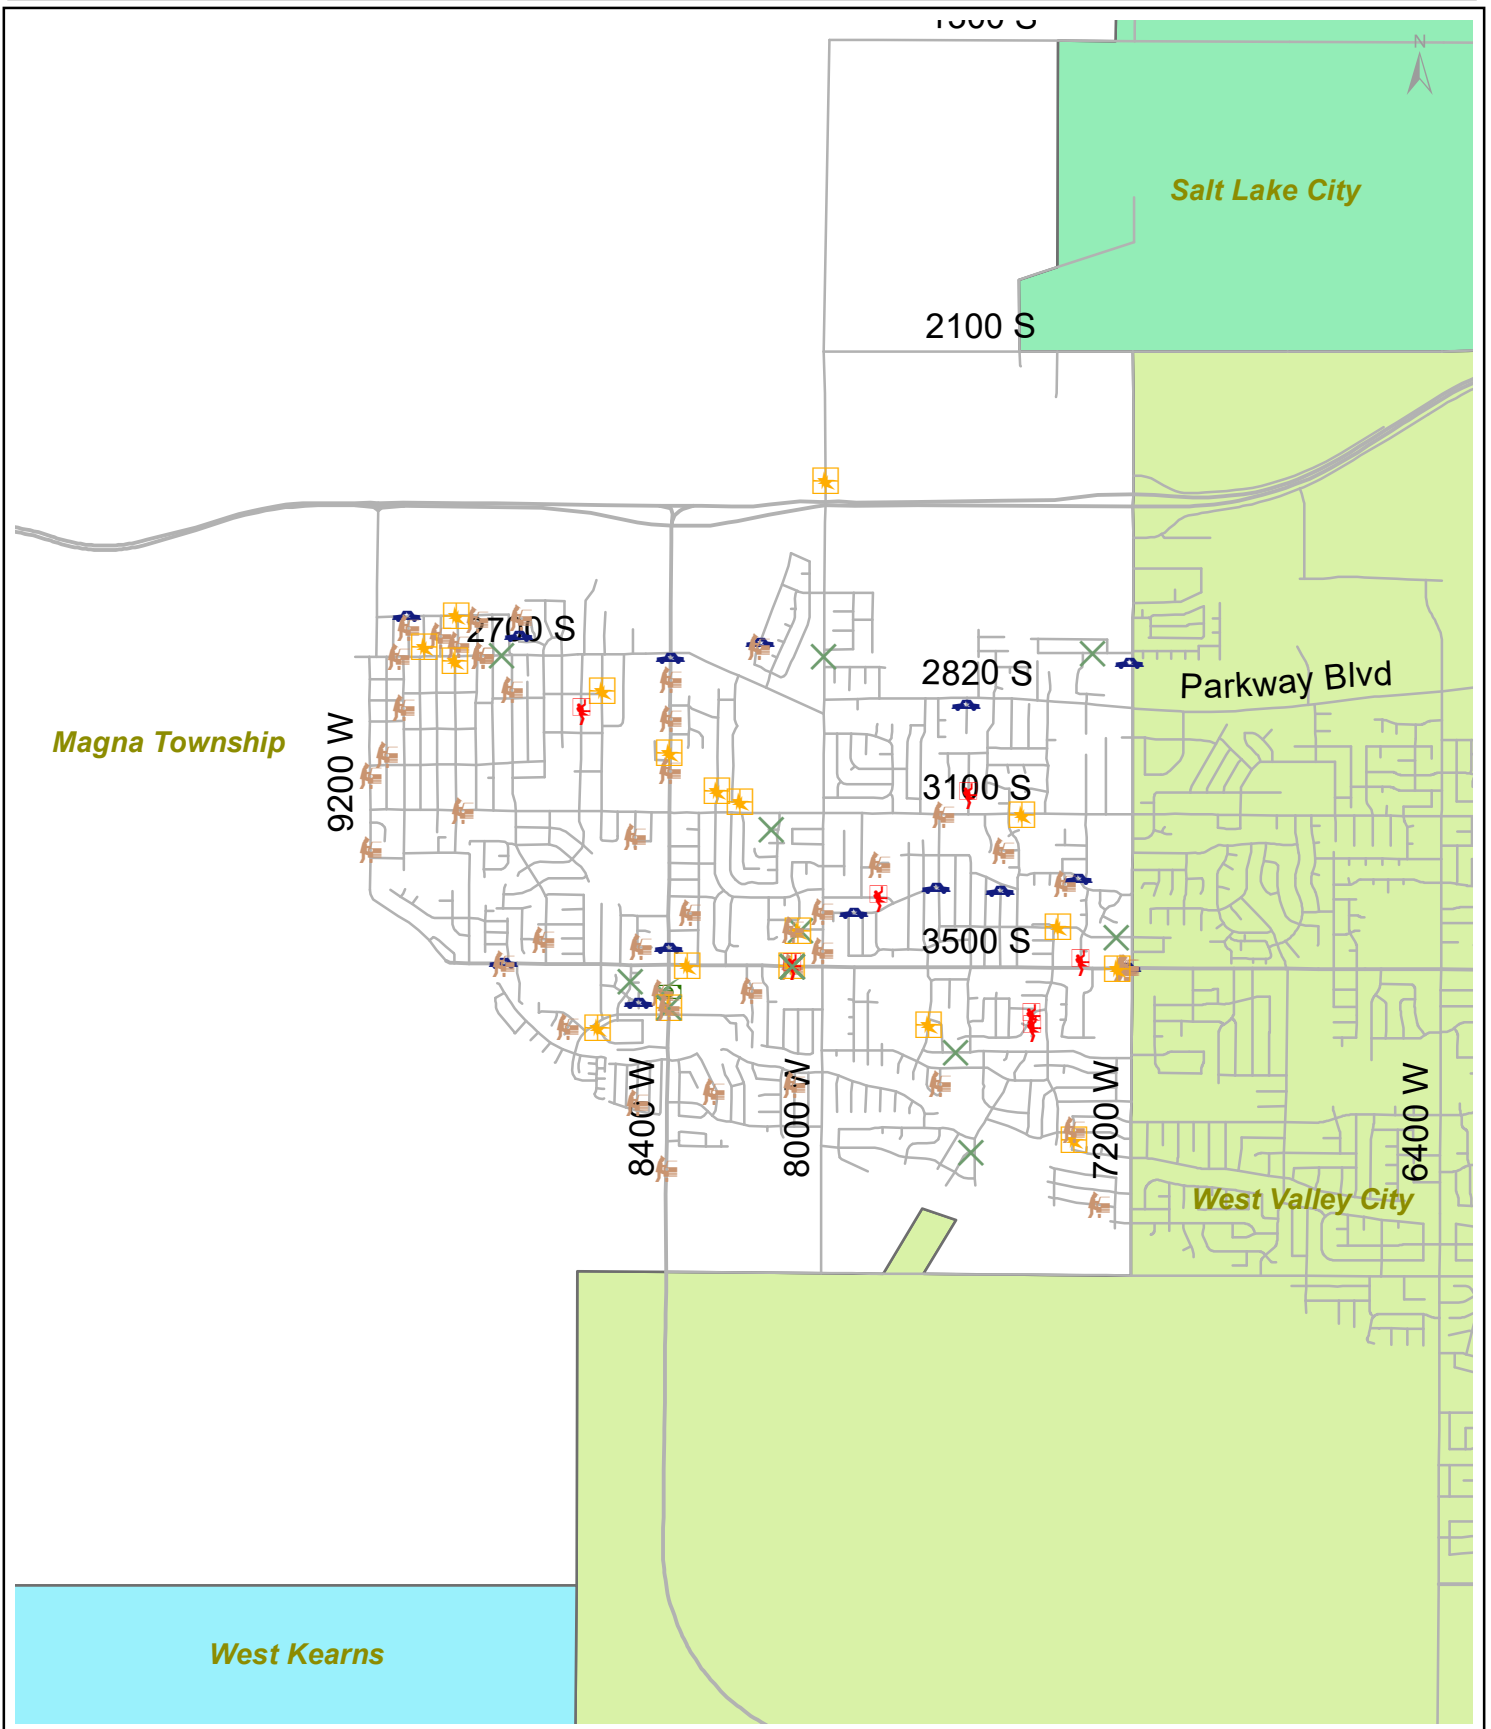 N
Salt Lake City
2100 S
2700 S
2820 S
Parkway Blvd
Magna Township
9200 W
3100 S
3500 S
8400 W
8000 W
7200 W
6400 W
West Valley City
West Kearns